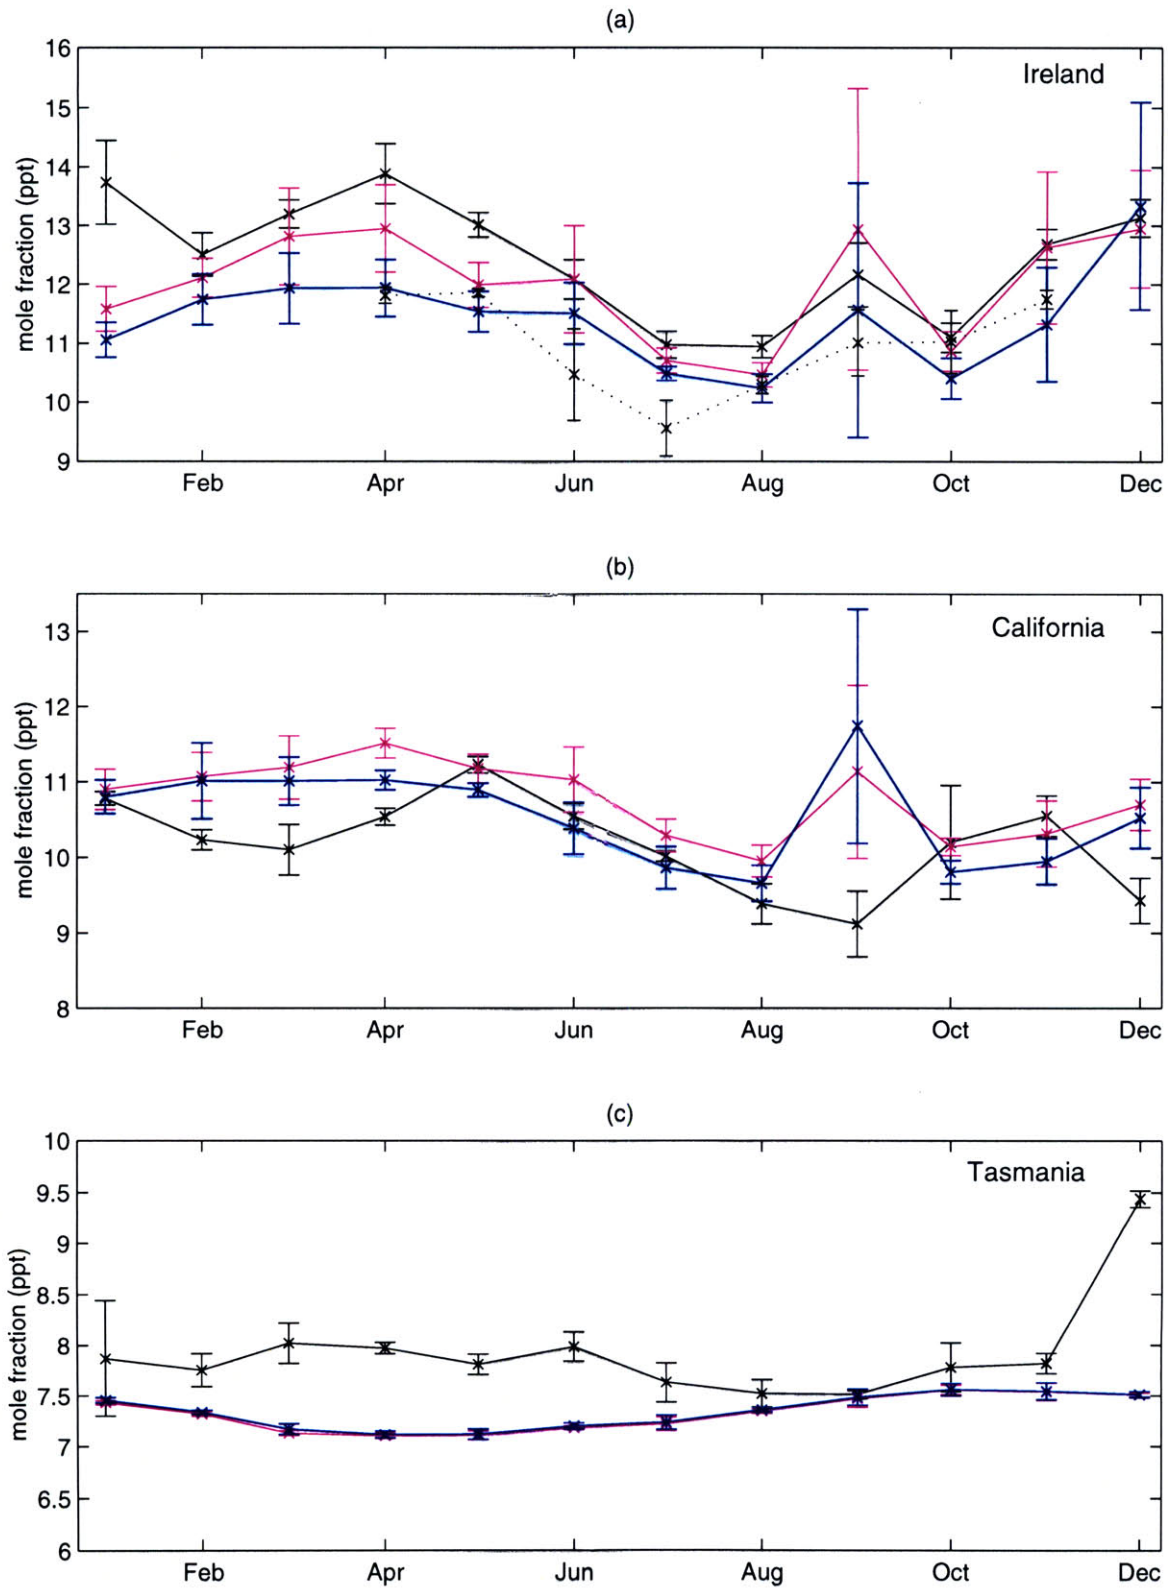 (a)
Ireland
mole fraction (ppt)
16
15
14
13
12
11
10
9
Feb Apr Jun Aug Oct Dec
(b)
California
mole fraction (ppt)
13
12
11
10
9
8
Feb Apr Jun Aug Oct Dec
(c)
Tasmania
mole fraction (ppt)
10
9.5
9
8.5
8
7.5
7
6.5
6
Feb Apr Jun Aug Oct Dec